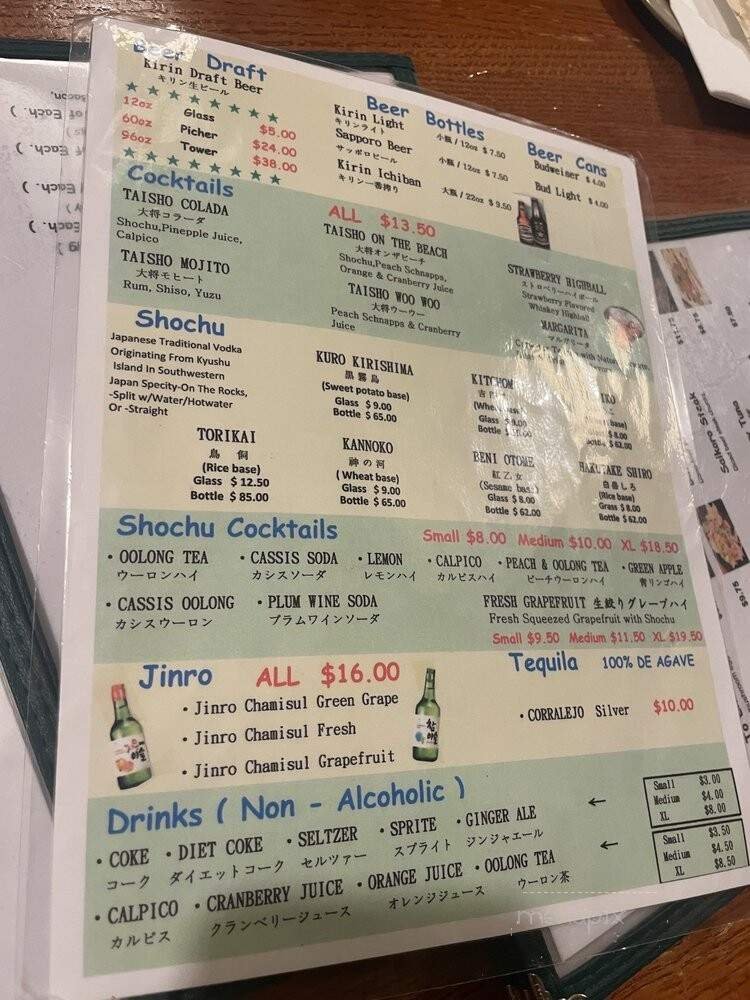 Beer Draft
Kirin Draft Beer
キリン生ビール
12oz Glass $5.00
60oz Picher $24.00
96oz Tower $38.00
Beer Bottles
Kirin Light 小瓶 / 12oz $ 7.50
キリンライト
Sapporo Beer 小瓶 / 12oz $ 7.50
サッポロビール
Kirin Ichiban 大瓶 / 22oz $ 9.50
キリン一番搾り
Beer Cans
Budweiser $ 4.00
Bud Light $ 4.00
Cocktails
ALL $13.50
TAISHO COLADA
大将コラーダ
Shochu,Pinepple Juice,
Calpico
TAISHO MOJITO
大将モヒート
Rum, Shiso, Yuzu
TAISHO ON THE BEACH
大将オンザビーチ
Shochu,Peach Schnapps,
Orange & Cranberry Juice
TAISHO WOO WOO
大将ウーウー
Peach Schnapps & Cranberry
Juice
STRAWBERRY HIGHBALL
ストロベリーハイボール
Strawberry Flavored
Whiskey Highball
MARGARITA
マルガリータ
Shochu
Japanese Traditional Vodka
Originating From Kyushu
Island In Southwestern
Japan Specity-On The Rocks,
-Split w/Water/Hotwater
Or -Straight
KURO KIRISHIMA
黒霧島
(Sweet potato base)
Glass $ 9.00
Bottle $ 65.00
TORIKAI
鳥飼
(Rice base)
Glass $ 12.50
Bottle $ 85.00
KANNOKO
神の河
( Wheat base)
Glass $ 9.00
Bottle $ 65.00
KITCHOM
Glass
Bottle
Glass $ 8.00
Bottle $ 62.00
BENI OTOME
紅乙女
(Sesame base)
Glass $ 8.00
Bottle $ 62.00
HAKUTAKE SHIRO
白岳しろ
(Rice base)
Grass $ 8.00
Bottle $ 62.00
Shochu Cocktails
Small $8.00 Medium $10.00 XL $18.50
・OOLONG TEA ・CASSIS SODA ・LEMON ・CALPICO ・PEACH & OOLONG TEA ・GREEN APPLE
ウーロンハイ カシスソーダ レモンハイ カルピスハイ ピーチウーロンハイ 青リンゴハイ
・CASSIS OOLONG ・PLUM WINE SODA FRESH GRAPEFRUIT 生絞りグレープハイ
カシスウーロン プラムワインソーダ Fresh Squeezed Grapefruit with Shochu
Small $9.50 Medium $11.50 XL $19.50
Jinro ALL $16.00
・Jinro Chamisul Green Grape
・Jinro Chamisul Fresh
・Jinro Chamisul Grapefruit
Tequila 100% DE AGAVE
・CORRALEJO Silver $10.00
Drinks ( Non - Alcoholic )
・COKE ・DIET COKE ・SELTZER ・SPRITE ・GINGER ALE ←
コーク ダイエットコーク セルツァー スプライト ジンジャエール
Small $3.00
Medium $4.00
XL $8.00
・CALPICO ・CRANBERRY JUICE ・ORANGE JUICE ・OOLONG TEA ←
カルピス クランベリージュース オレンジジュース ウーロン茶
Small $3.50
Medium $4.50
XL $8.50
of Each. )
Saikoro Steak
Tuna